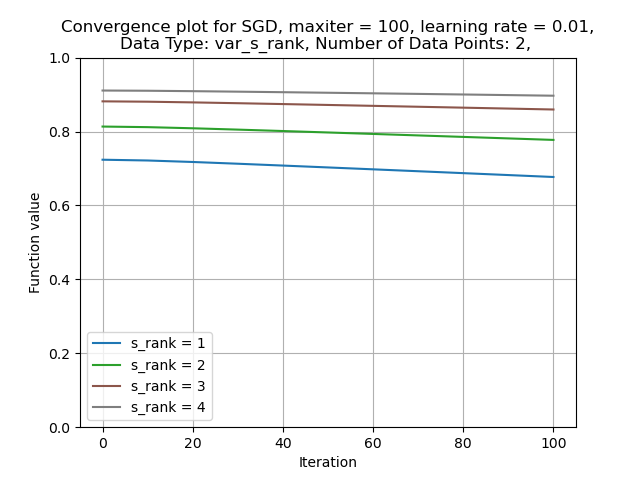 Convergence plot for SGD, maxiter = 100, learning rate = 0.01,
Data Type: var_s_rank, Number of Data Points: 2,
1.0
0.8
0.6
0.4
0.2
0.0
Function value
s_rank = 1
s_rank = 2
s_rank = 3
s_rank = 4
0 20 40 60 80 100
Iteration